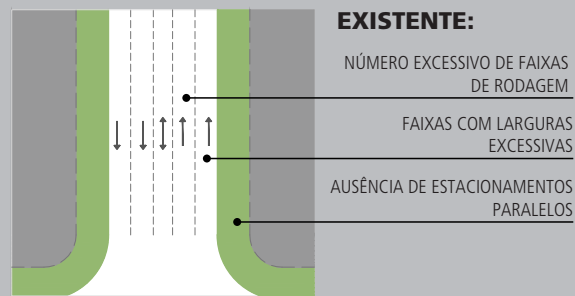 EXISTENTE:
NÚMERO EXCESSIVO DE FAIXAS
DE RODAGEM
FAIXAS COM LARGURAS
EXCESSIVAS
AUSÊNCIA DE ESTACIONAMENTOS
PARALELOS